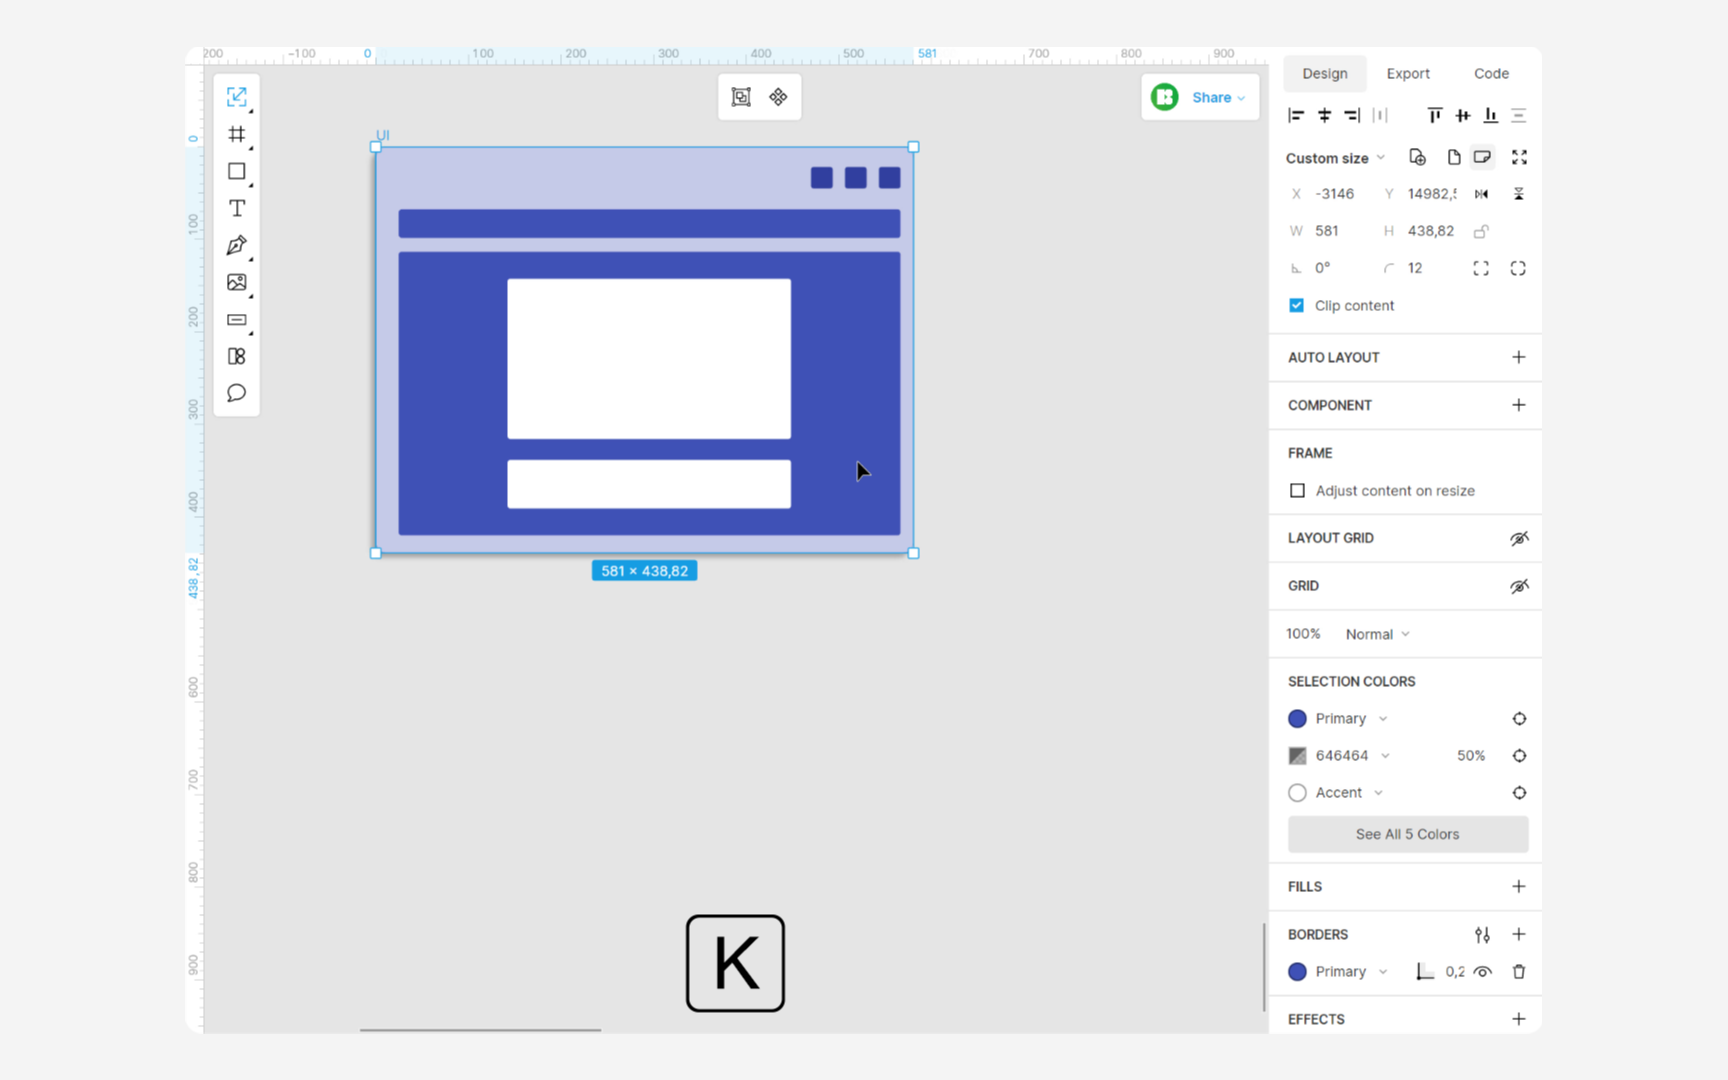 200 -100 0 100 200 300 400 500 581 700 800 900
Design Export Code
Share
UI
0
100
200
300
400
438,82
600
700
800
900
581 × 438,82
K
Custom size
X -3146 Y 14982,5
W 581 H 438,82
0° 12
Clip content
AUTO LAYOUT
COMPONENT
FRAME
Adjust content on resize
LAYOUT GRID
GRID
100% Normal
SELECTION COLORS
Primary
646464 50%
Accent
See All 5 Colors
FILLS
BORDERS
Primary 0,2
EFFECTS